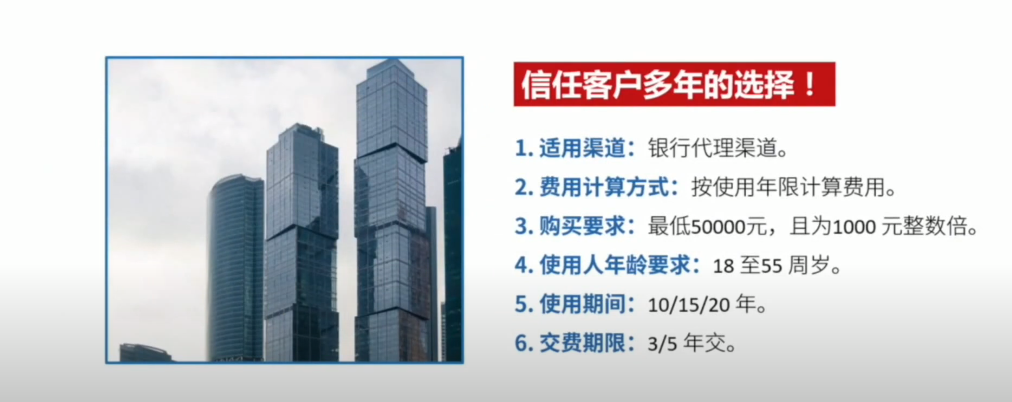 信任客户多年的选择！
1. 适用渠道：银行代理渠道。
2. 费用计算方式：按使用年限计算费用。
3. 购买要求：最低50000元，且为1000 元整数倍。
4. 使用人年龄要求：18 至55 周岁。
5. 使用期间：10/15/20 年。
6. 交费期限：3/5 年交。